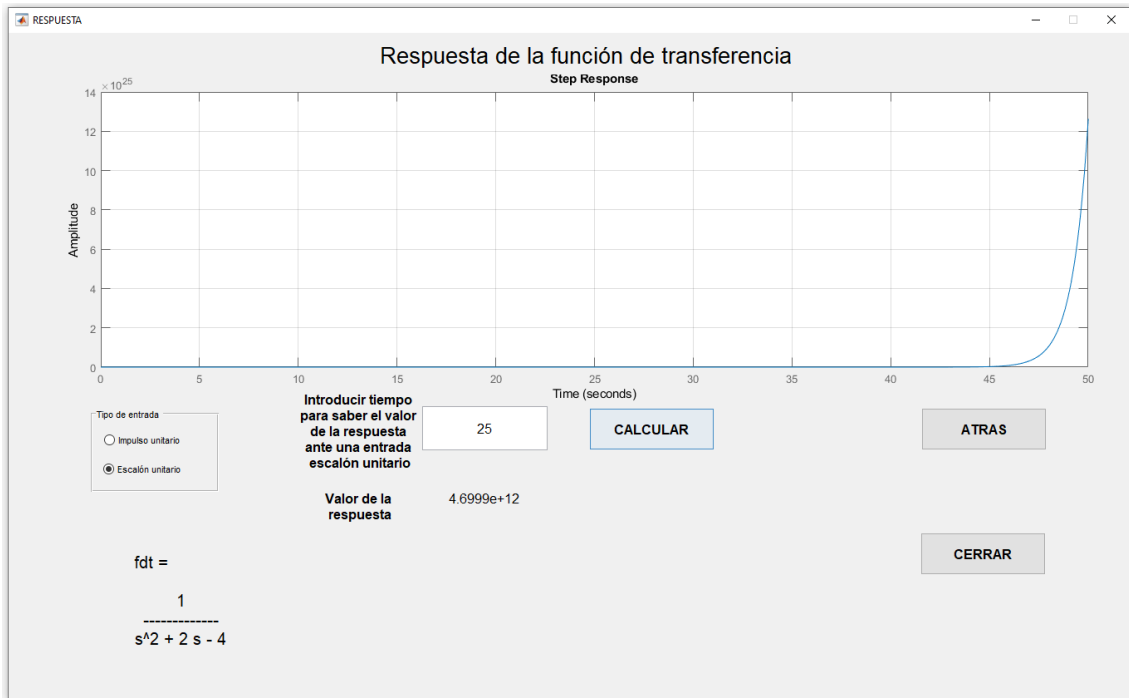 RESPUESTA
Respuesta de la función de transferencia
Step Response
× 10^25
14
12
10
8
6
4
2
0
Amplitude
0 5 10 15 20 25 30 35 40 45 50
Time (seconds)
Tipo de entrada
Impulso unitario
Escalón unitario
Introducir tiempo
para saber el valor
de la respuesta
ante una entrada
escalón unitario
25
CALCULAR
ATRAS
Valor de la
respuesta
4.6999e+12
CERRAR
fdt =
1
-------------
s^2 + 2 s - 4